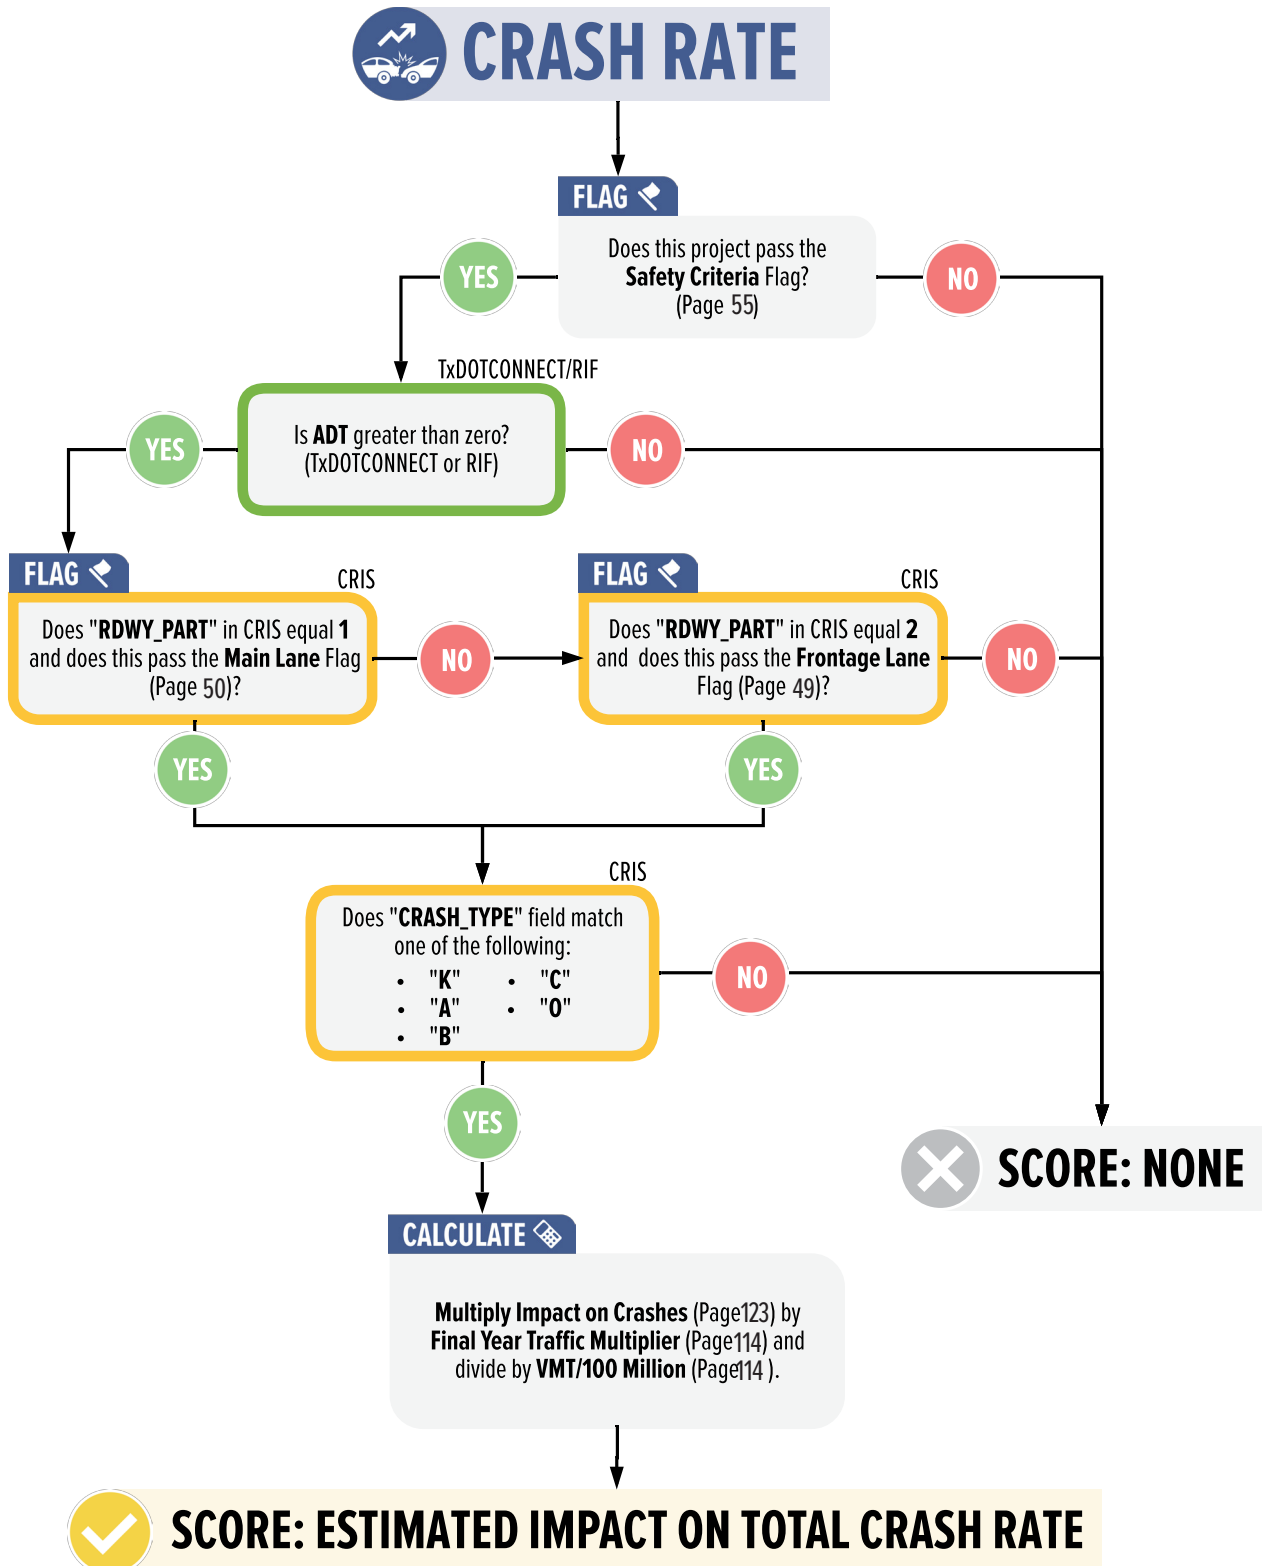 CRASH RATE
FLAG
Does this project pass the
Safety Criteria Flag?
(Page 55)
YES
NO
TxDOTCONNECT/RIF
Is ADT greater than zero?
(TxDOTCONNECT or RIF)
YES
NO
FLAG
CRIS
Does "RDWY_PART" in CRIS equal 1
and does this pass the Main Lane Flag
(Page 50)?
NO
FLAG
CRIS
Does "RDWY_PART" in CRIS equal 2
and does this pass the Frontage Lane
Flag (Page 49)?
NO
YES
YES
CRIS
Does "CRASH_TYPE" field match
one of the following:
• "K" • "C"
• "A" • "O"
• "B"
NO
YES
SCORE: NONE
CALCULATE
Multiply Impact on Crashes (Page123) by
Final Year Traffic Multiplier (Page114) and
divide by VMT/100 Million (Page114 ).
SCORE: ESTIMATED IMPACT ON TOTAL CRASH RATE